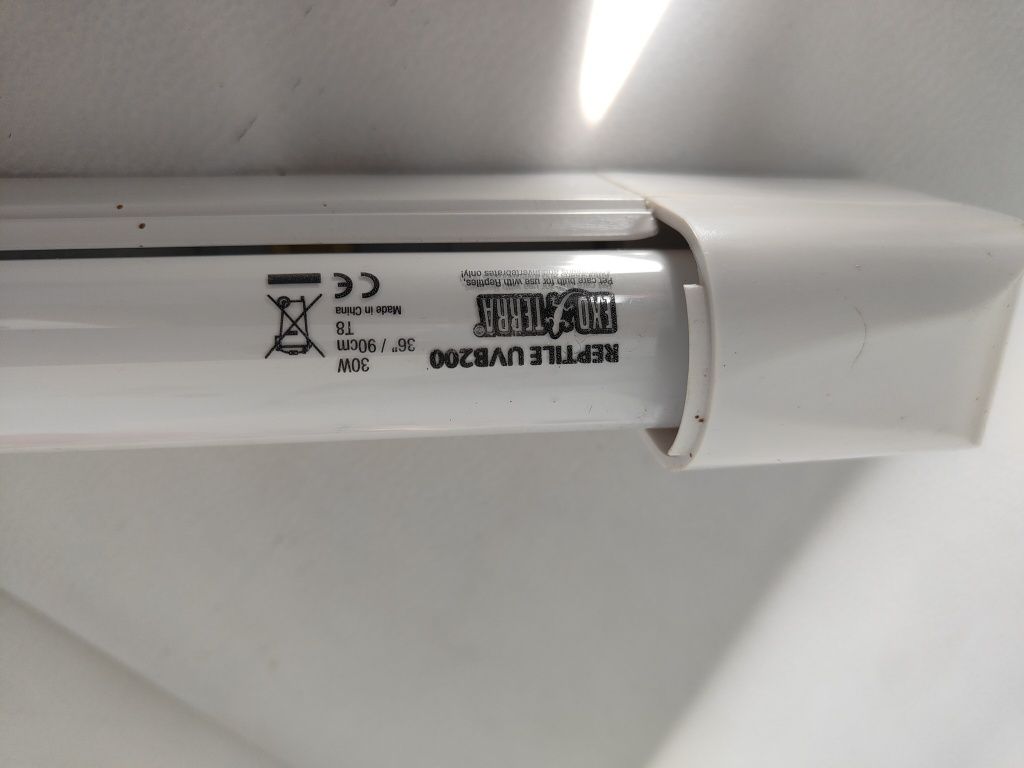 REPTILE UVB200
EXO TERRA®
Pet care bulb for use with Reptiles,
Amphibians and Invertebrates only!
30W
36" / 90cm
T8
Made in China
CE